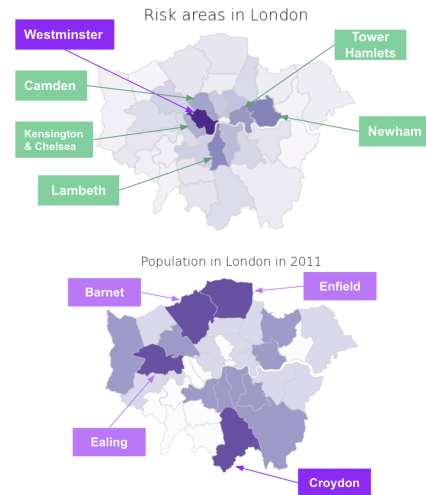 Risk areas in London
Westminster
Tower
Hamlets
Camden
Kensington
& Chelsea
Newham
Lambeth
Population in London in 2011
Barnet
Enfield
Ealing
Croydon